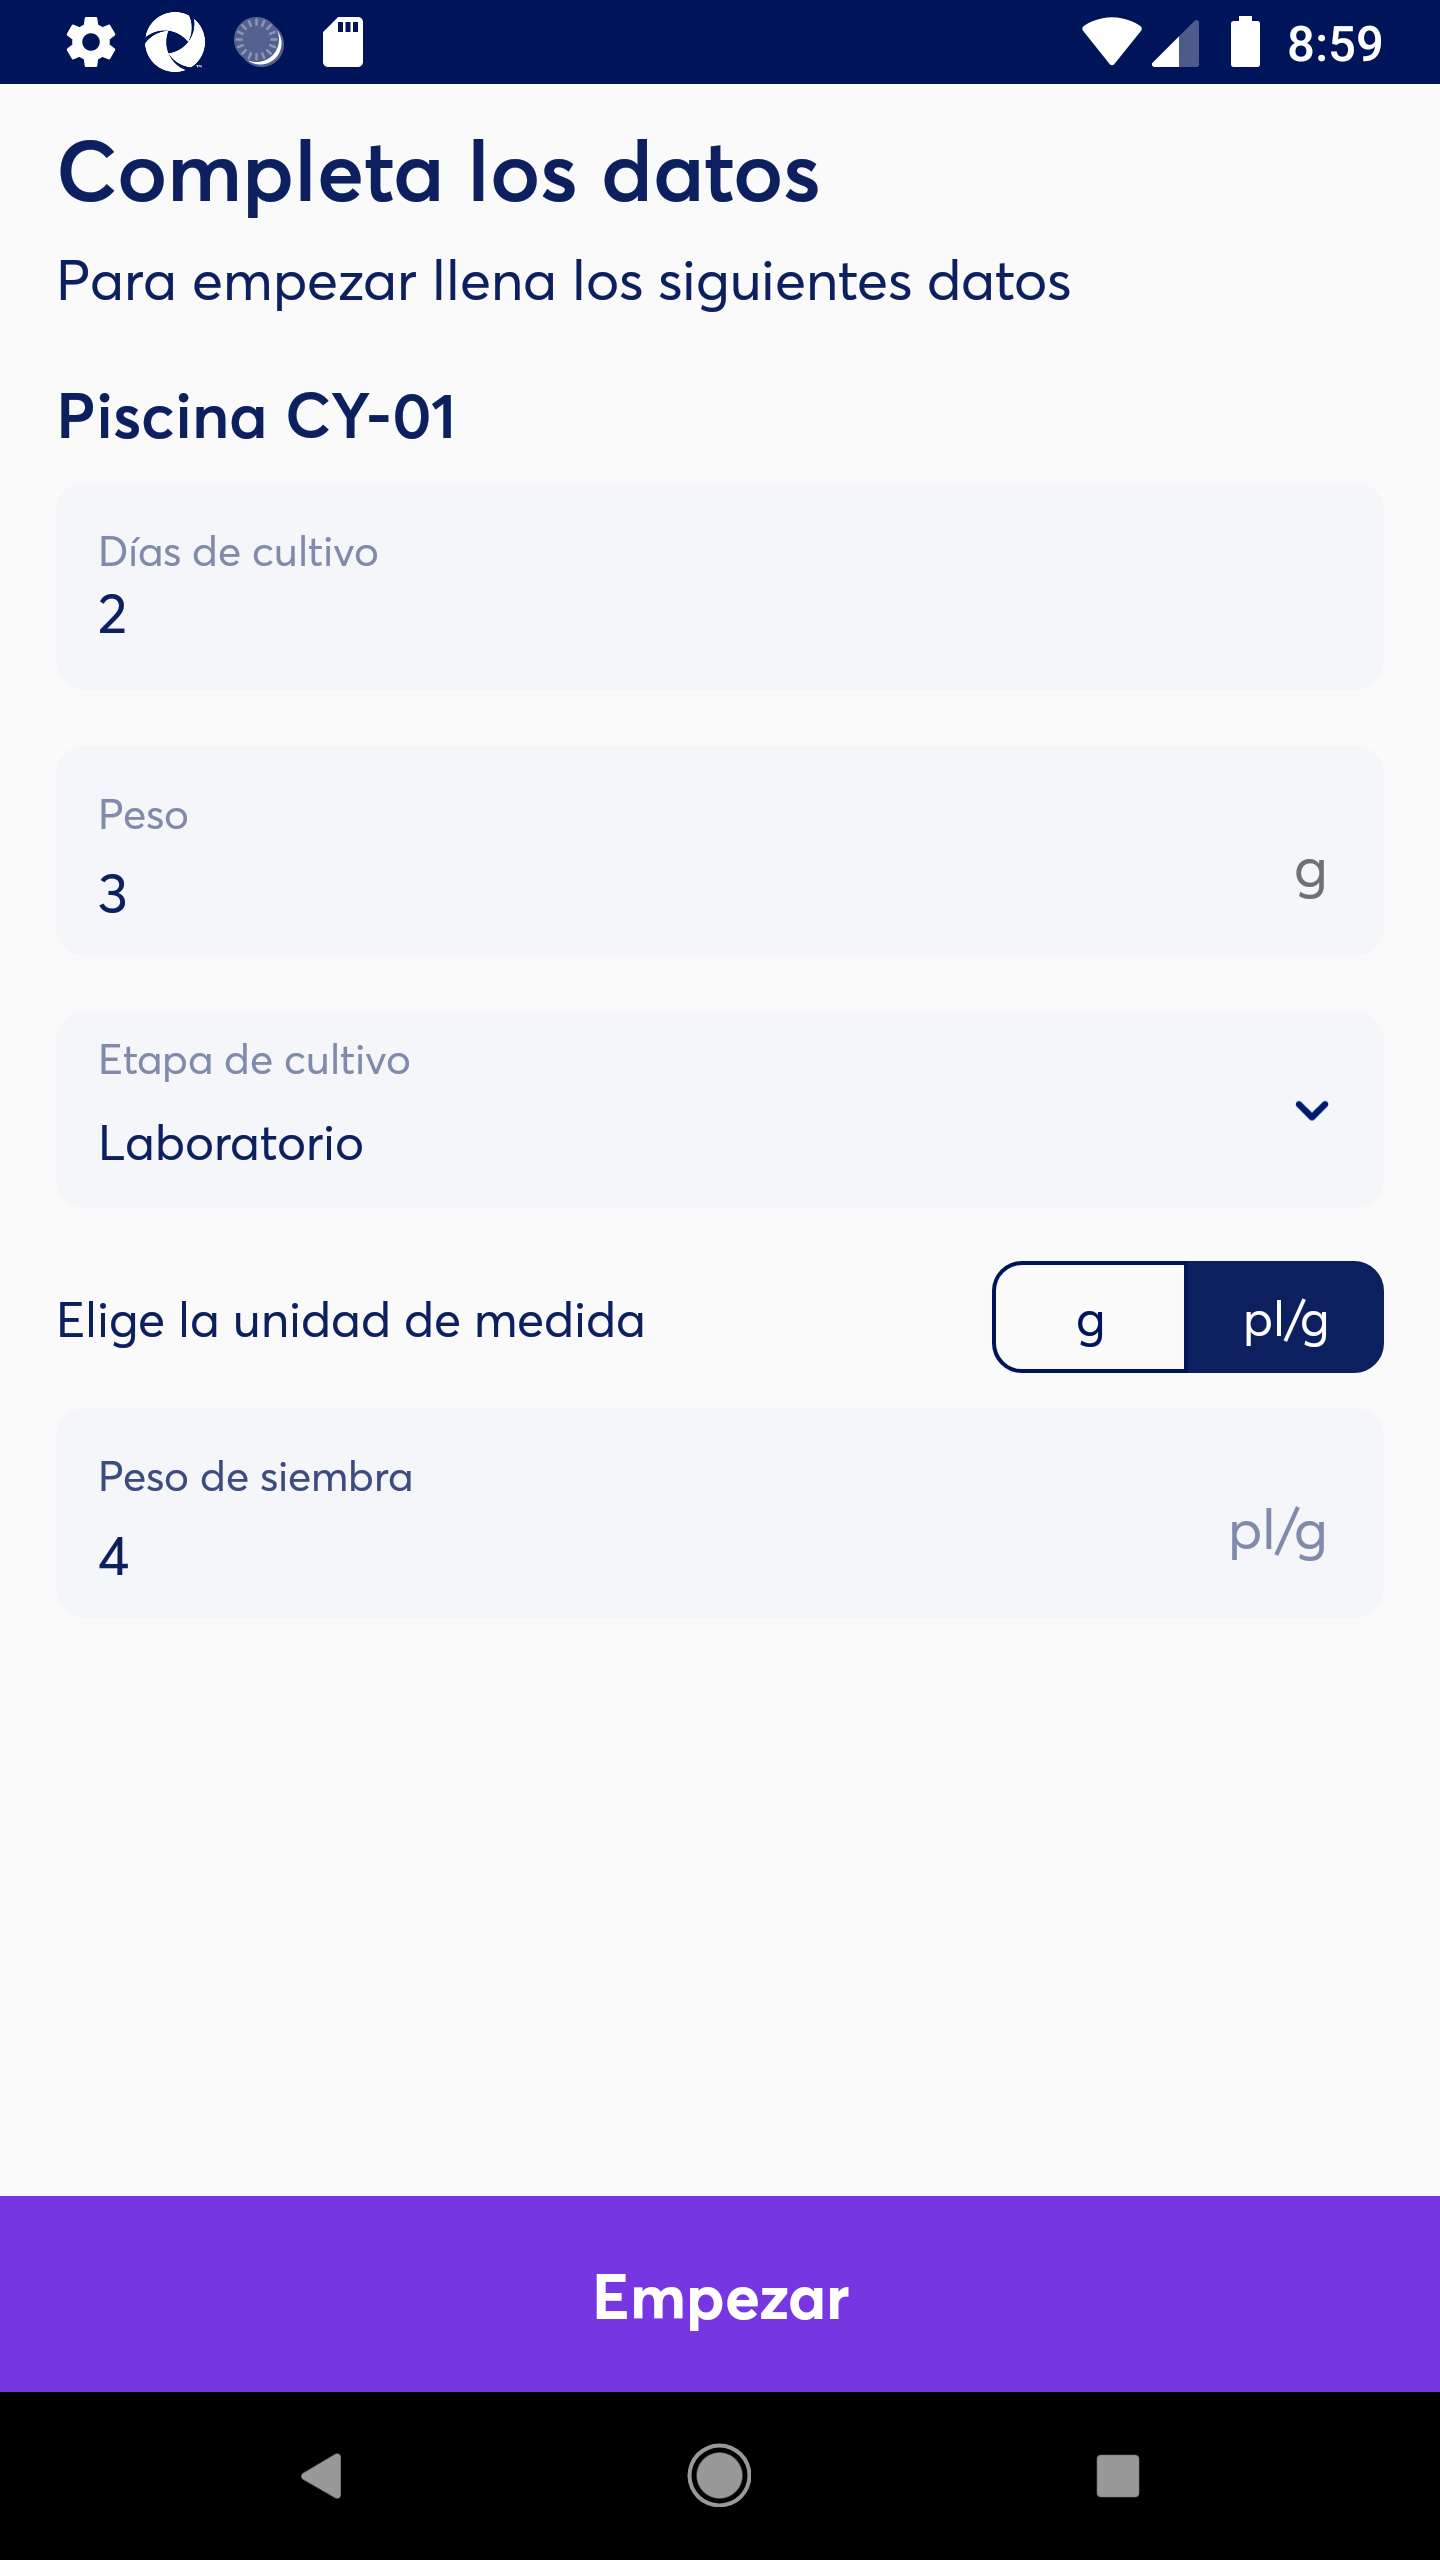 8:59
Completa los datos
Para empezar llena los siguientes datos
Piscina CY-01
Días de cultivo
2
Peso
3
g
Etapa de cultivo
Laboratorio
Elige la unidad de medida
g
pl/g
Peso de siembra
4
pl/g
Empezar